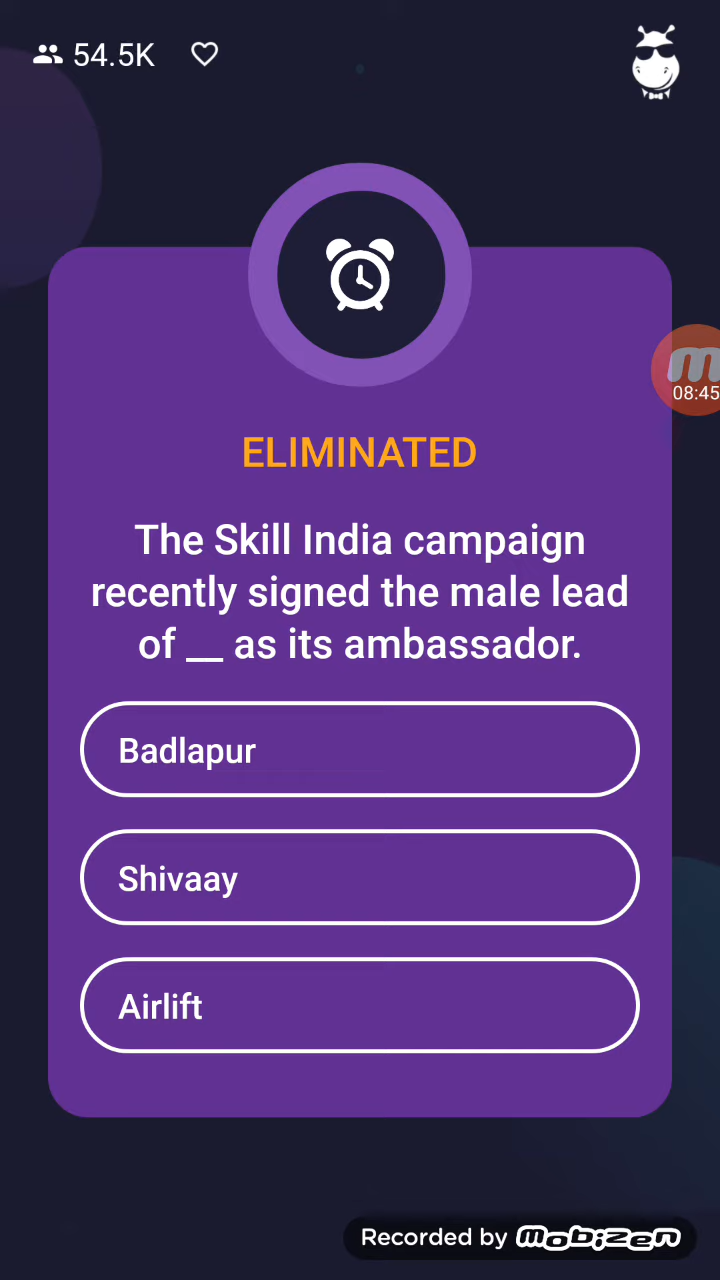 54.5K
08:45
ELIMINATED
The Skill India campaign
recently signed the male lead
of __ as its ambassador.
Badlapur
Shivaay
Airlift
Recorded by mobizen